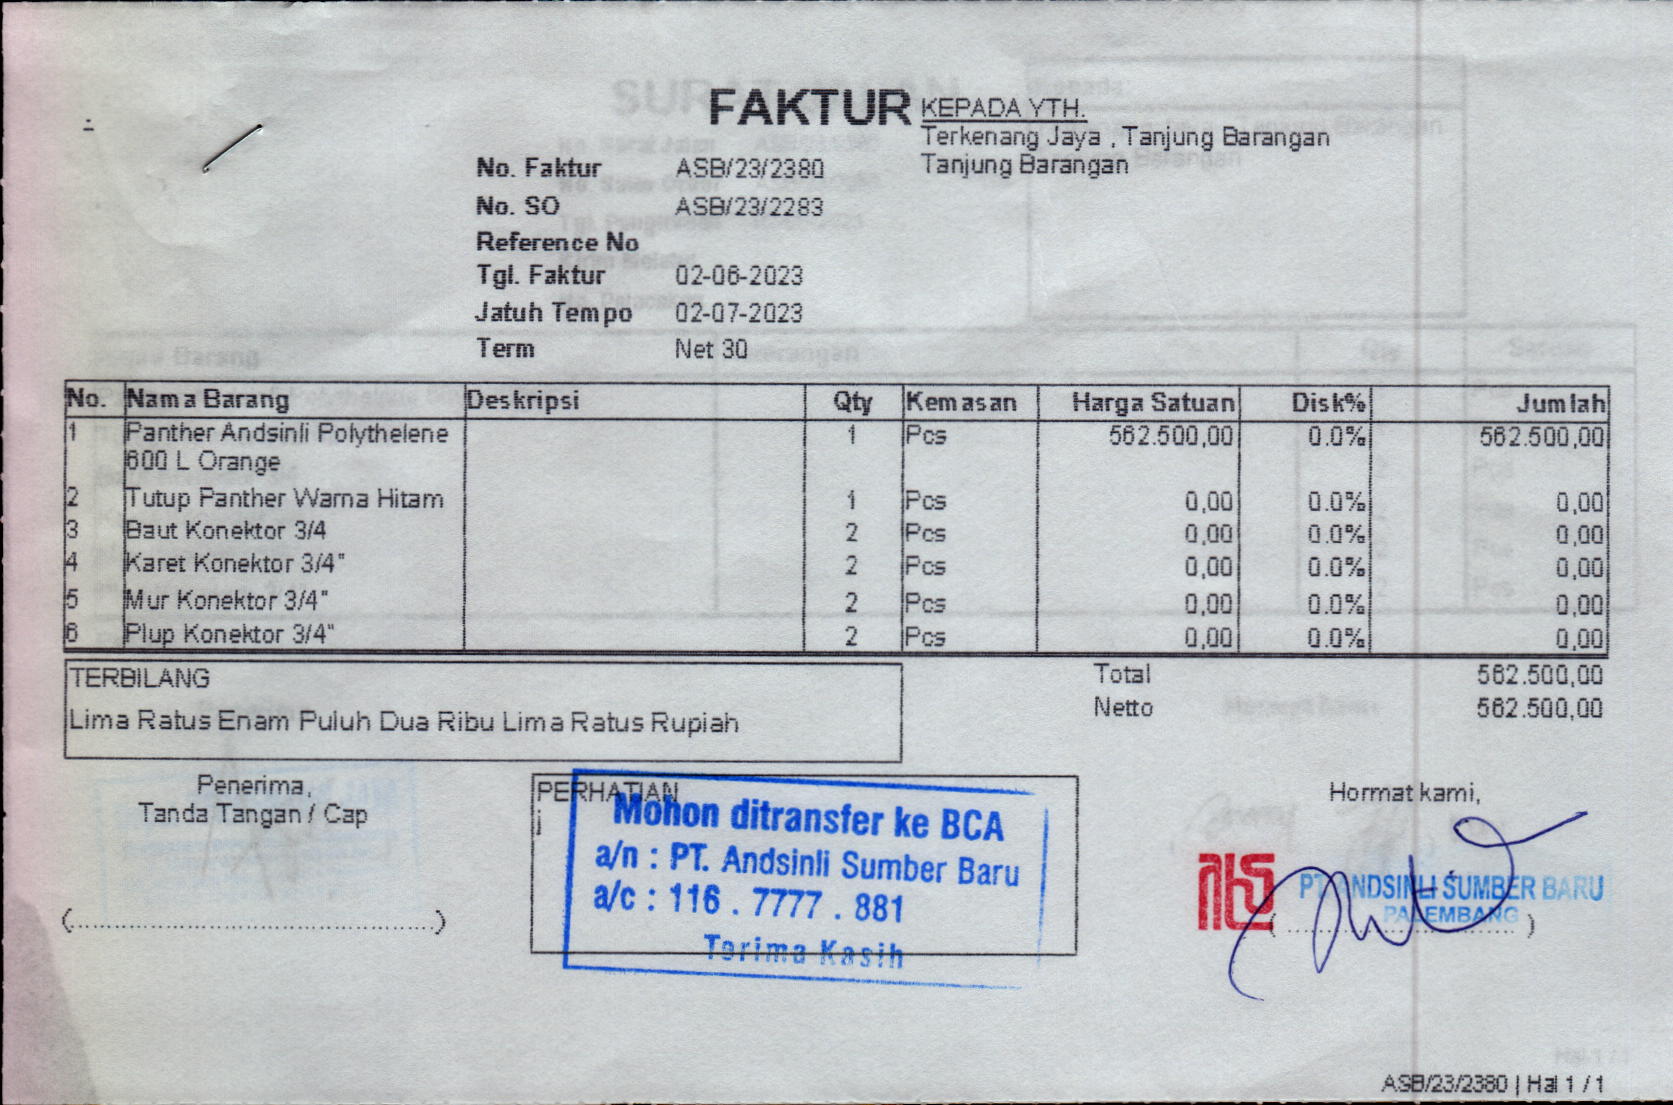 FAKTUR
KEPADA YTH.
Terkenang Jaya , Tanjung Barangan
Tanjung Barangan
No. Faktur ASB/23/2380
No. SO ASB/23/2283
Reference No
Tgl. Faktur 02-06-2023
Jatuh Tempo 02-07-2023
Term Net 30
No. Nama Barang Deskripsi Qty Kemasan Harga Satuan Disk% Jumlah
1 Panther Andsinli Polythelene 1 Pcs 562.500,00 0.0% 562.500,00
600 L Orange
2 Tutup Panther Warna Hitam 1 Pcs 0,00 0.0% 0,00
3 Baut Konektor 3/4 2 Pcs 0,00 0.0% 0,00
4 Karet Konektor 3/4" 2 Pcs 0,00 0.0% 0,00
5 Mur Konektor 3/4" 2 Pcs 0,00 0.0% 0,00
6 Plup Konektor 3/4" 2 Pcs 0,00 0.0% 0,00
TERBILANG
Lima Ratus Enam Puluh Dua Ribu Lima Ratus Rupiah
Total 562.500,00
Netto 562.500,00
Penerima,
Tanda Tangan / Cap
(............................................)
PERHATIAN
j
Mohon ditransfer ke BCA
a/n : PT. Andsinli Sumber Baru
a/c : 116 . 7777 . 881
Terima Kasih
Hormat kami,
PT. ANDSINLI SUMBER BARU
PALEMBANG
ASB/23/2380 | Hal 1 / 1